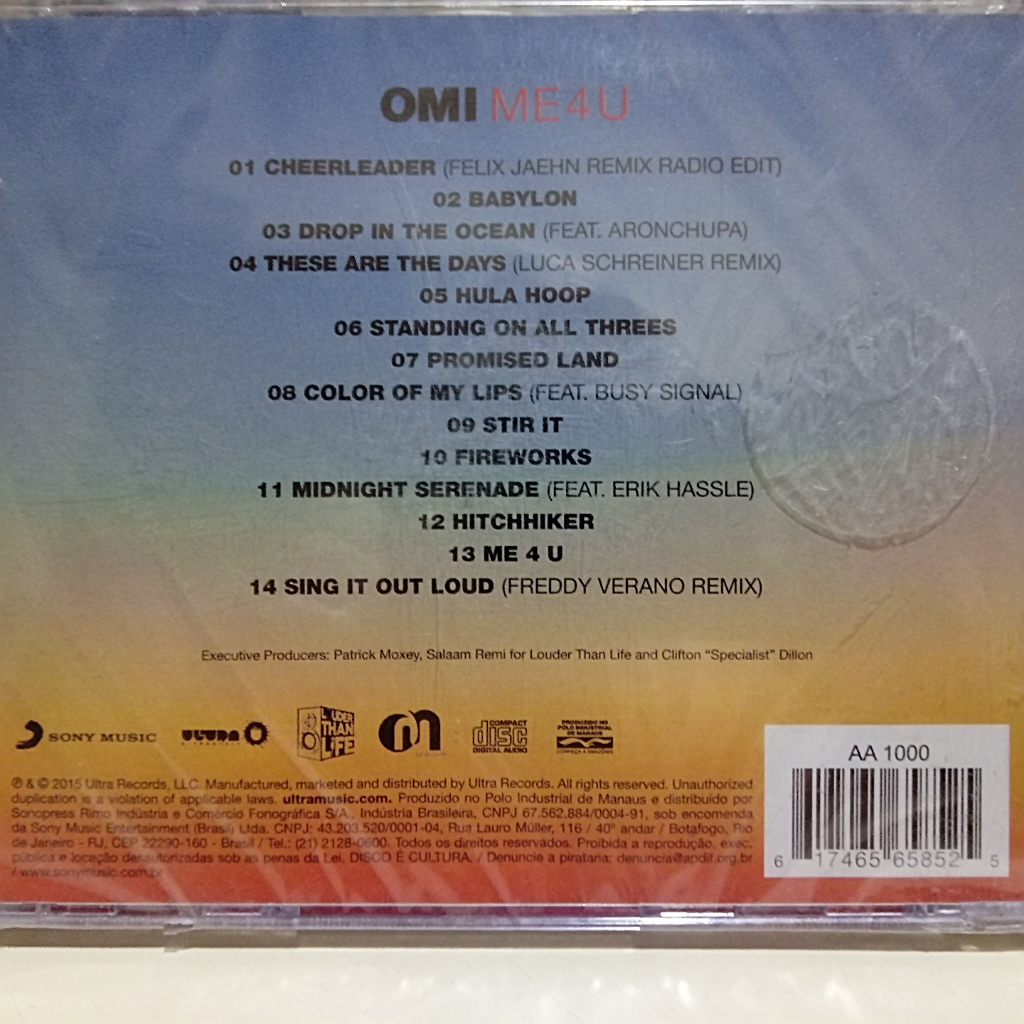 OMI ME4U
01 CHEERLEADER (FELIX JAEHN REMIX RADIO EDIT)
02 BABYLON
03 DROP IN THE OCEAN (FEAT. ARONCHUPA)
04 THESE ARE THE DAYS (LUCA SCHREINER REMIX)
05 HULA HOOP
06 STANDING ON ALL THREES
07 PROMISED LAND
08 COLOR OF MY LIPS (FEAT. BUSY SIGNAL)
09 STIR IT
10 FIREWORKS
11 MIDNIGHT SERENADE (FEAT. ERIK HASSLE)
12 HITCHHIKER
13 ME 4 U
14 SING IT OUT LOUD (FREDDY VERANO REMIX)
Executive Producers: Patrick Moxey, Salaam Remi for Louder Than Life and Clifton "Specialist" Dillon
SONY MUSIC
ULTRA
LOUDER
THAN
LIFE
COMPACT
disc
DIGITAL AUDIO
PRODUZIDO NO
PÓLO INDUSTRIAL
DE MANAUS
CONHEÇA A AMAZÔNIA
AA 1000
6 17465 65852 5
℗ & © 2015 Ultra Records, LLC. Manufactured, marketed and distributed by Ultra Records. All rights reserved. Unauthorized
duplication is a violation of applicable laws. ultramusic.com. Produzido no Polo Industrial de Manaus e distribuído por
Sonopress Rimo Indústria e Comércio Fonográfica S/A., Indústria Brasileira, CNPJ 67.562.884/0004-91, sob encomenda
da Sony Music Entertainment (Brasil) Ltda. CNPJ: 43.203.520/0001-04, Rua Lauro Müller, 116 / 40º andar / Botafogo, Rio
de Janeiro - RJ, CEP 22290-160 - Brasil / Tel.: (21) 2128-0600. Todos os direitos reservados. Proibida a reprodução, exec.
pública e locação desautorizadas sob as penas da Lei. DISCO É CULTURA. / Denuncie a pirataria: denuncia@apdif.org.br
/ www.sonymusic.com.br